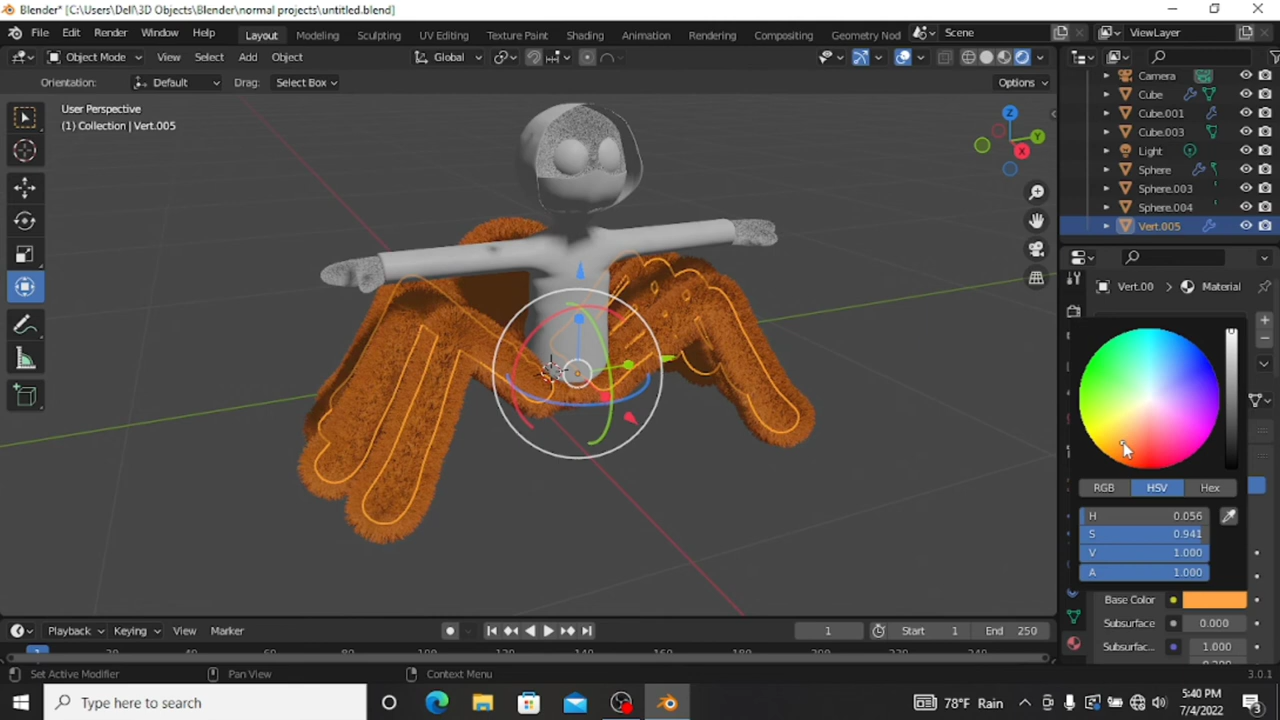 Blender* [C:\Users\Dell\3D Objects\Blender\normal projects\untitled.blend]
File Edit Render Window Help Layout Modeling Sculpting UV Editing Texture Paint Shading Animation Rendering Compositing Geometry Nod Scene ViewLayer
Object Mode View Select Add Object Global
Orientation: Default Drag: Select Box Options
User Perspective
(1) Collection | Vert.005
Z
Y
X
Camera
Cube
Cube.001
Cube.003
Light
Sphere
Sphere.003
Sphere.004
Vert.005
Vert.00 > Material
RGB HSV Hex
H 0.056
S 0.941
V 1.000
A 1.000
Base Color
Subsurface 0.000
Subsurfac... 1.000
Playback Keying View Marker 1 Start 1 End 250
Set Active Modifier Pan View Context Menu 3.0.1
Type here to search 78°F Rain 5:40 PM
7/4/2022 3